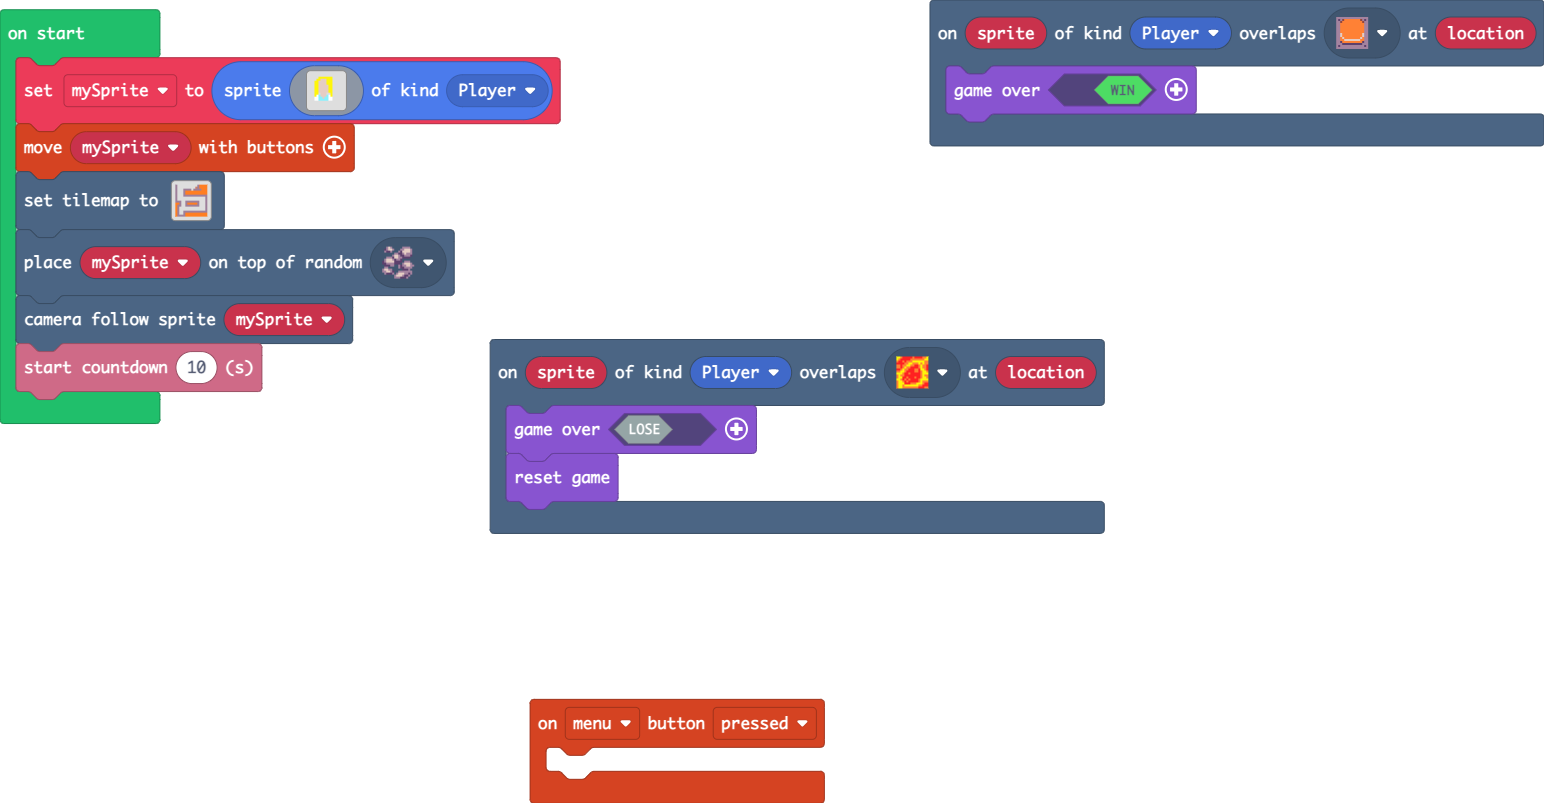 on start
set mySprite to sprite of kind Player
move mySprite with buttons
set tilemap to
place mySprite on top of random
camera follow sprite mySprite
start countdown 10 (s)
on sprite of kind Player overlaps at location
game over WIN
on sprite of kind Player overlaps at location
game over LOSE
reset game
on menu button pressed